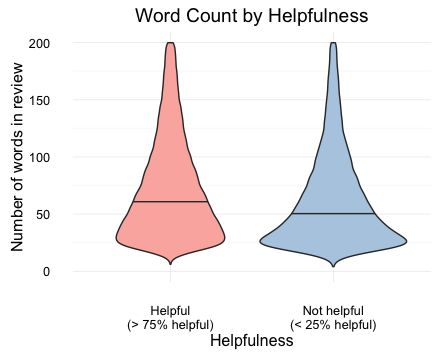 Word Count by Helpfulness
Number of words in review
200
150
100
50
0
Helpful
(> 75% helpful)
Not helpful
(< 25% helpful)
Helpfulness